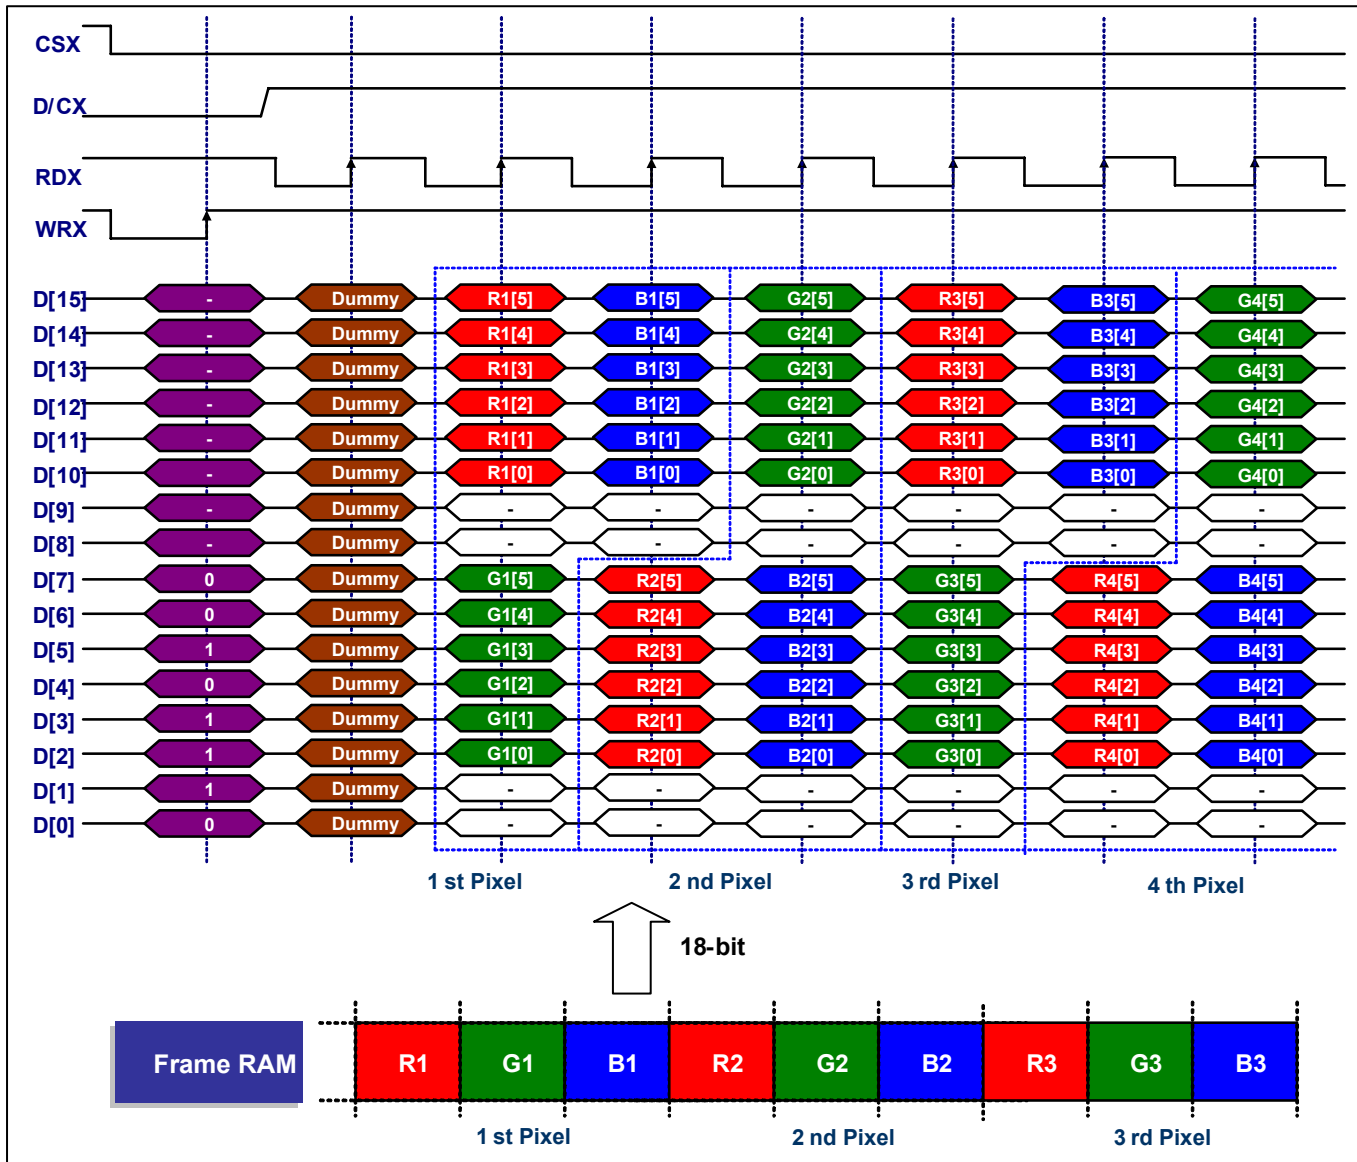 CSX
D/CX
RDX
WRX
D[15] - Dummy R1[5] B1[5] G2[5] R3[5] B3[5] G4[5]
D[14] - Dummy R1[4] B1[4] G2[4] R3[4] B3[4] G4[4]
D[13] - Dummy R1[3] B1[3] G2[3] R3[3] B3[3] G4[3]
D[12] - Dummy R1[2] B1[2] G2[2] R3[2] B3[2] G4[2]
D[11] - Dummy R1[1] B1[1] G2[1] R3[1] B3[1] G4[1]
D[10] - Dummy R1[0] B1[0] G2[0] R3[0] B3[0] G4[0]
D[9] - Dummy - - - - - -
D[8] - Dummy - - - - - -
D[7] 0 Dummy G1[5] R2[5] B2[5] G3[5] R4[5] B4[5]
D[6] 0 Dummy G1[4] R2[4] B2[4] G3[4] R4[4] B4[4]
D[5] 1 Dummy G1[3] R2[3] B2[3] G3[3] R4[3] B4[3]
D[4] 0 Dummy G1[2] R2[2] B2[2] G3[2] R4[2] B4[2]
D[3] 1 Dummy G1[1] R2[1] B2[1] G3[1] R4[1] B4[1]
D[2] 1 Dummy G1[0] R2[0] B2[0] G3[0] R4[0] B4[0]
D[1] 1 Dummy - - - - - -
D[0] 0 Dummy - - - - - -
1 st Pixel 2 nd Pixel 3 rd Pixel 4 th Pixel
18-bit
Frame RAM R1 G1 B1 R2 G2 B2 R3 G3 B3
1 st Pixel 2 nd Pixel 3 rd Pixel